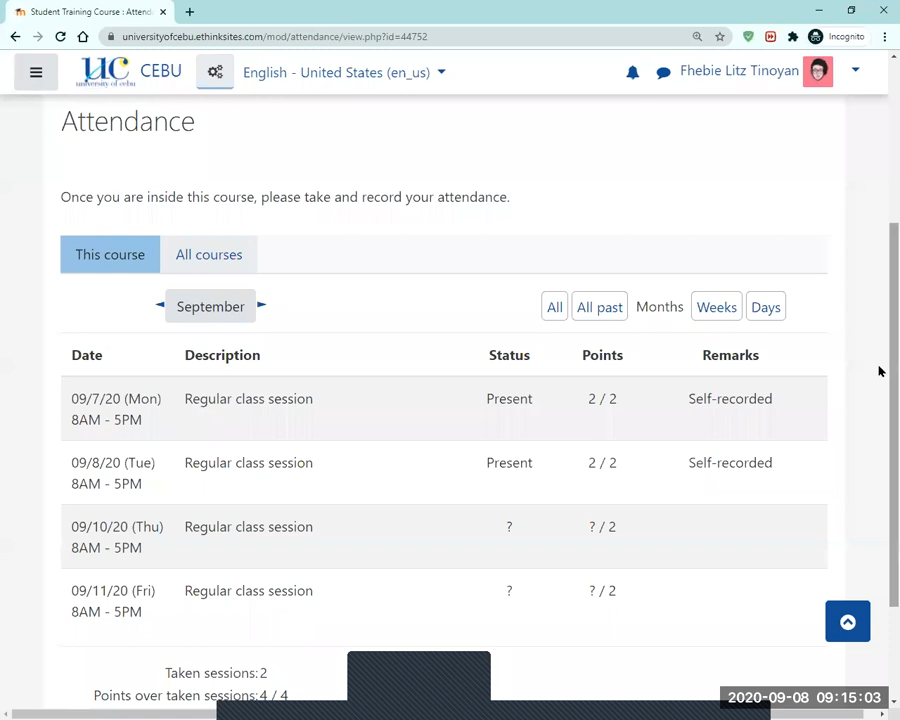 Student Training Course : Attend
universityofcebu.ethinksites.com/mod/attendance/view.php?id=44752
Incognito
UC
university of cebu
CEBU
English - United States (en_us)
Fhebie Litz Tinoyan
Attendance
Once you are inside this course, please take and record your attendance.
This course All courses
September All All past Months Weeks Days
Date Description Status Points Remarks
09/7/20 (Mon) Regular class session Present 2 / 2 Self-recorded
8AM - 5PM
09/8/20 (Tue) Regular class session Present 2 / 2 Self-recorded
8AM - 5PM
09/10/20 (Thu) Regular class session ? ? / 2
8AM - 5PM
09/11/20 (Fri) Regular class session ? ? / 2
8AM - 5PM
Taken sessions: 2
Points over taken sessions: 4 / 4
2020-09-08 09:15:03